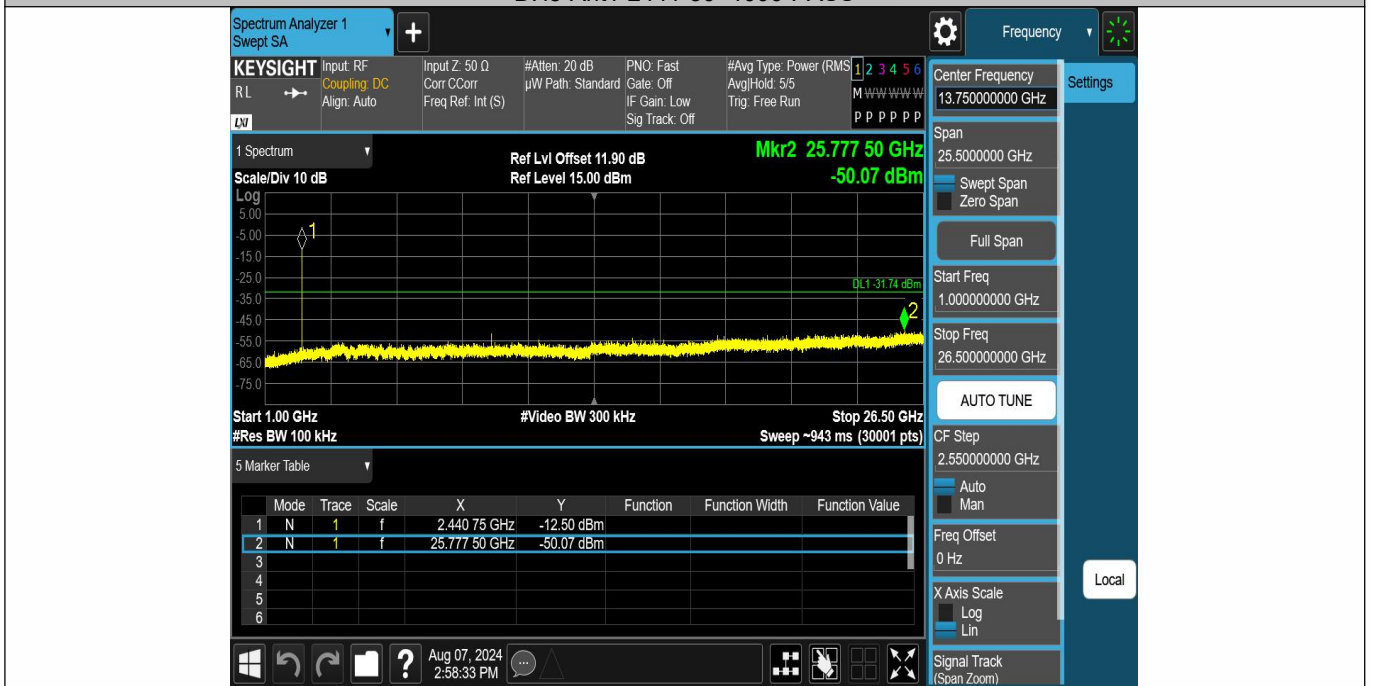 Spectrum Analyzer 1
Swept SA
+
Frequency
KEYSIGHT
RL
LXI
Input: RF
Coupling: DC
Align: Auto
Input Z: 50 Ω
Corr CCorr
Freq Ref: Int (S)
#Atten: 20 dB
µW Path: Standard
PNO: Fast
Gate: Off
IF Gain: Low
Sig Track: Off
#Avg Type: Power (RMS
Avg|Hold: 5/5
Trig: Free Run
1 2 3 4 5 6
M W W W W W
P P P P P P
1 Spectrum
Scale/Div 10 dB
Ref Lvl Offset 11.90 dB
Ref Level 15.00 dBm
Mkr2 25.777 50 GHz
-50.07 dBm
Log
5.00
-5.00
-15.0
-25.0
-35.0
-45.0
-55.0
-65.0
-75.0
1
DL1 -31.74 dBm
2
Start 1.00 GHz
#Video BW 300 kHz
Stop 26.50 GHz
#Res BW 100 kHz
Sweep ~943 ms (30001 pts)
5 Marker Table
Mode Trace Scale X Y Function Function Width Function Value
1 N 1 f 2.440 75 GHz -12.50 dBm
2 N 1 f 25.777 50 GHz -50.07 dBm
3
4
5
6
?
Aug 07, 2024
2:58:33 PM
Center Frequency
13.750000000 GHz
Settings
Span
25.5000000 GHz
Swept Span
Zero Span
Full Span
Start Freq
1.000000000 GHz
Stop Freq
26.500000000 GHz
AUTO TUNE
CF Step
2.550000000 GHz
Auto
Man
Freq Offset
0 Hz
X Axis Scale
Log
Lin
Local
Signal Track
(Span Zoom)